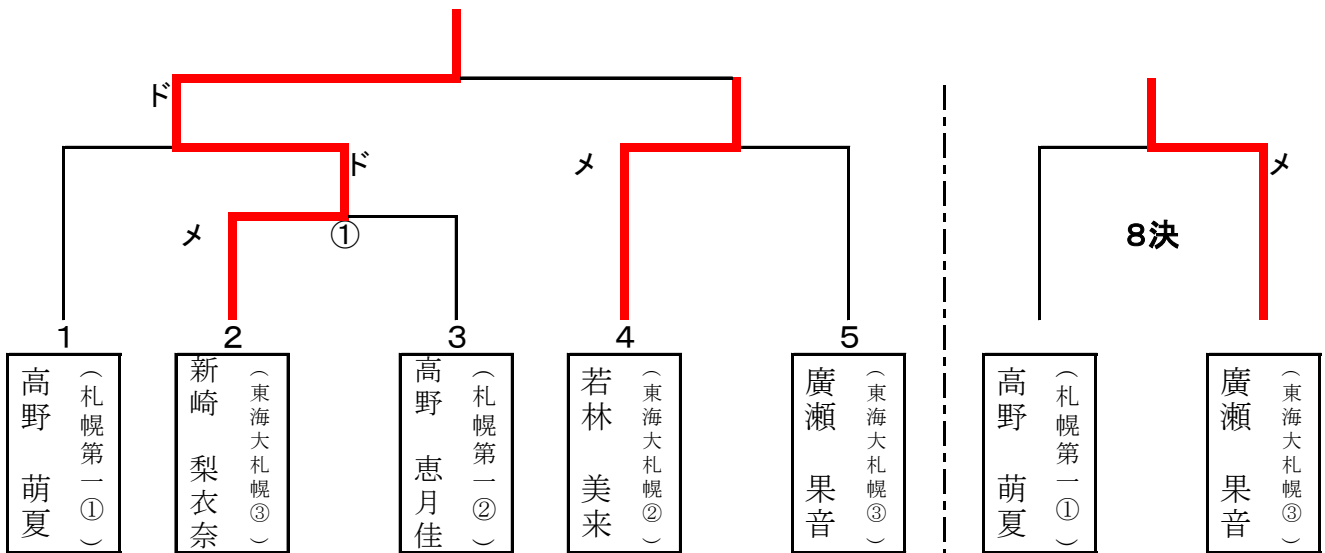 ド
ド
メ
メ
メ
①
8決
1
2
3
4
5
高野 萌夏
(札幌第一①)
新崎 梨衣奈
(東海大札幌③)
高野 恵月佳
(札幌第一②)
若林 美来
(東海大札幌②)
廣瀬 果音
(東海大札幌③)
高野 萌夏
(札幌第一①)
廣瀬 果音
(東海大札幌③)